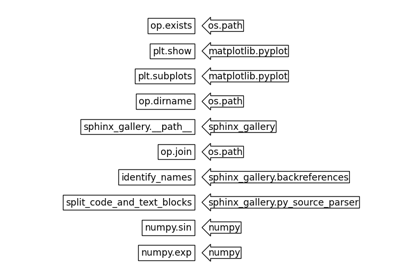 op.exists os.path
plt.show matplotlib.pyplot
plt.subplots matplotlib.pyplot
op.dirname os.path
sphinx_gallery.__path__ sphinx_gallery
op.join os.path
identify_names sphinx_gallery.backreferences
split_code_and_text_blocks sphinx_gallery.py_source_parser
numpy.sin numpy
numpy.exp numpy